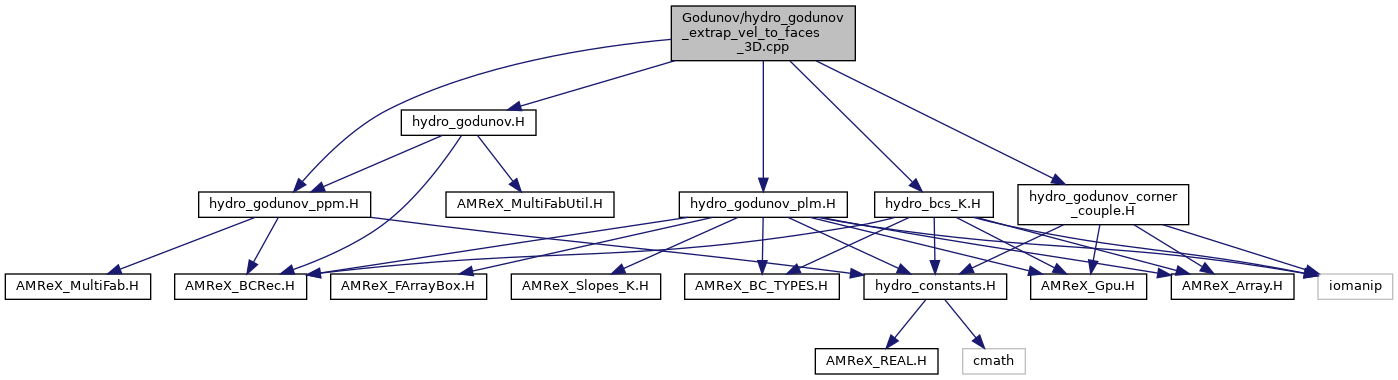 Godunov/hydro_godunov
_extrap_vel_to_faces
_3D.cpp
hydro_godunov.H
hydro_godunov_ppm.H
AMReX_MultiFabUtil.H
hydro_godunov_plm.H
hydro_bcs_K.H
hydro_godunov_corner
_couple.H
AMReX_MultiFab.H
AMReX_BCRec.H
AMReX_FArrayBox.H
AMReX_Slopes_K.H
AMReX_BC_TYPES.H
hydro_constants.H
AMReX_Gpu.H
AMReX_Array.H
iomanip
AMReX_REAL.H
cmath